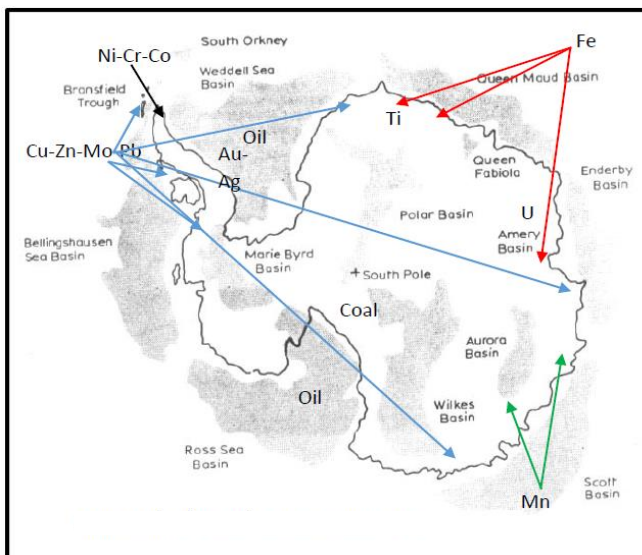 Fe
South Orkney
Ni-Cr-Co
Weddell Sea
Basin
Queen Maud Basin
Bransfield
Trough
Ti
Oil
Cu-Zn-Mo-Pb
Au-
Ag
Queen
Fabiola
Enderby
Basin
Polar Basin
U
Amery
Basin
Bellingshausen
Sea Basin
Marie Byrd
Basin
South Pole
Coal
Aurora
Basin
Oil
Wilkes
Basin
Ross Sea
Basin
Scott
Basin
Mn